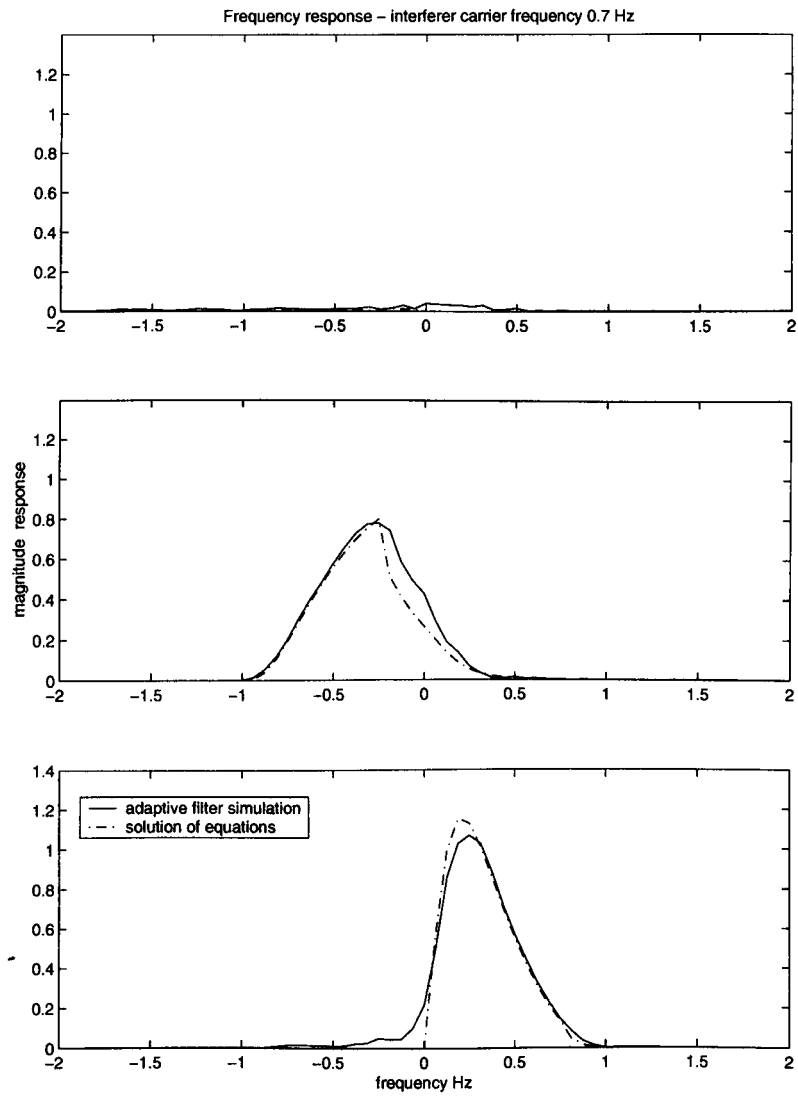 Frequency response – interferer carrier frequency 0.7 Hz
1.2
1
0.8
0.6
0.4
0.2
0
−2 −1.5 −1 −0.5 0 0.5 1 1.5 2
magnitude response
1.2
1
0.8
0.6
0.4
0.2
0
−2 −1.5 −1 −0.5 0 0.5 1 1.5 2
1.4
1.2
1
0.8
0.6
0.4
0.2
0
adaptive filter simulation
solution of equations
−2 −1.5 −1 −0.5 0 0.5 1 1.5 2
frequency Hz